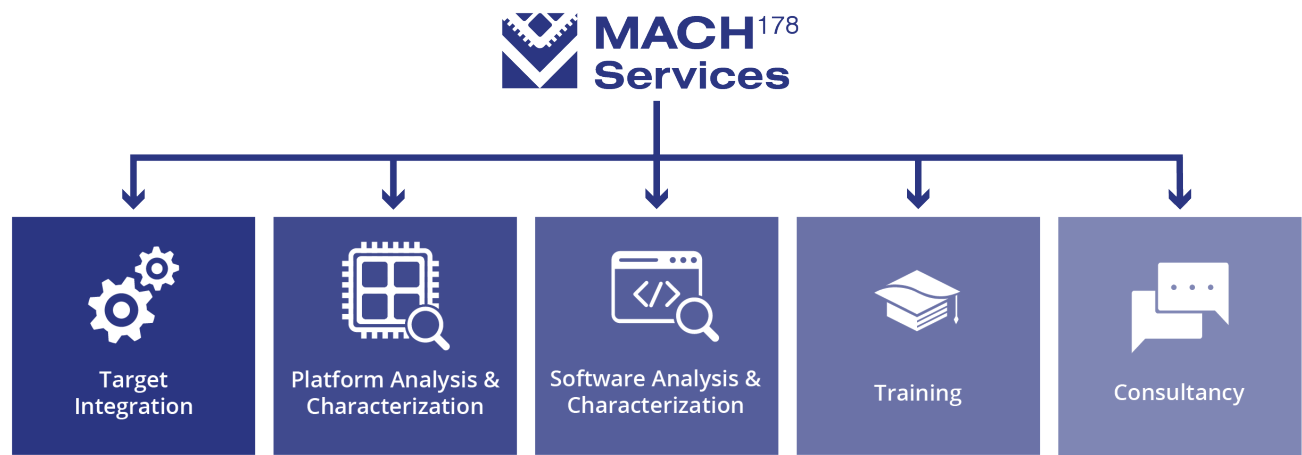 MACH178
Services
Target
Integration
Platform Analysis &
Characterization
Software Analysis &
Characterization
Training
Consultancy